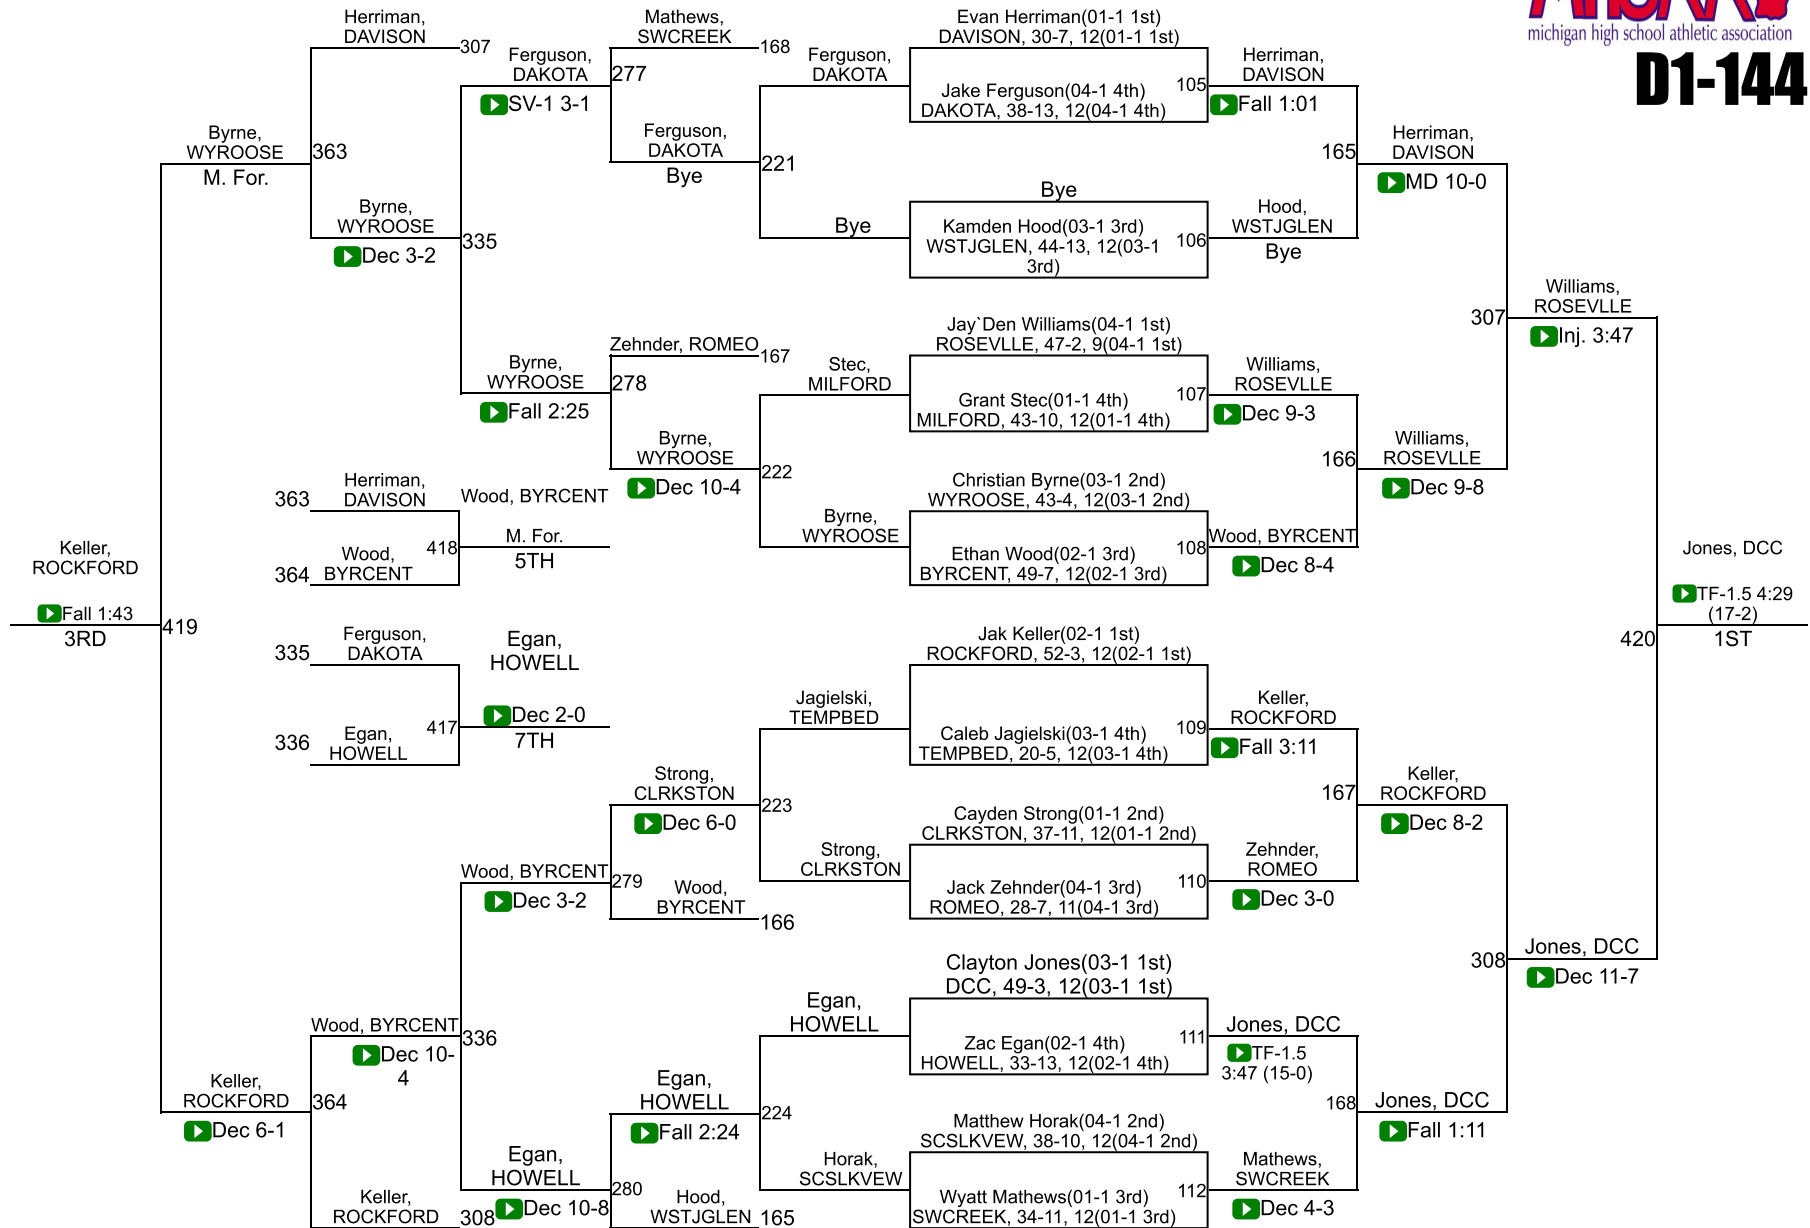 MHSAA
michigan high school athletic association
D1-144
Herriman,
DAVISON
307
Ferguson,
DAKOTA
SV-1 3-1
Byrne,
WYROOSE
M. For.
363
Byrne,
WYROOSE
Dec 3-2
335
Mathews,
SWCREEK
168
277
Ferguson,
DAKOTA
Bye
Ferguson,
DAKOTA
221
Bye
Evan Herriman(01-1 1st)
DAVISON, 30-7, 12(01-1 1st)
Jake Ferguson(04-1 4th)
DAKOTA, 38-13, 12(04-1 4th)
105
Herriman,
DAVISON
Fall 1:01
Bye
Kamden Hood(03-1 3rd)
WSTJGLEN, 44-13, 12(03-1
3rd)
106
Hood,
WSTJGLEN
Bye
165
Herriman,
DAVISON
MD 10-0
Byrne,
WYROOSE
Fall 2:25
Zehnder, ROMEO
167
278
Byrne,
WYROOSE
Dec 10-4
Stec,
MILFORD
222
Byrne,
WYROOSE
Jay`Den Williams(04-1 1st)
ROSEVLLE, 47-2, 9(04-1 1st)
Grant Stec(01-1 4th)
MILFORD, 43-10, 12(01-1 4th)
107
Williams,
ROSEVLLE
Dec 9-3
Christian Byrne(03-1 2nd)
WYROOSE, 43-4, 12(03-1 2nd)
Ethan Wood(02-1 3rd)
BYRCENT, 49-7, 12(02-1 3rd)
108
Wood, BYRCENT
Dec 8-4
166
Williams,
ROSEVLLE
Dec 9-8
307
Williams,
ROSEVLLE
Inj. 3:47
363
Herriman,
DAVISON
Wood, BYRCENT
418
M. For.
5TH
364
Wood,
BYRCENT
Keller,
ROCKFORD
Fall 1:43
3RD
419
335
Ferguson,
DAKOTA
Egan,
HOWELL
417
Dec 2-0
7TH
336
Egan,
HOWELL
Jones, DCC
TF-1.5 4:29
(17-2)
420
1ST
Jak Keller(02-1 1st)
ROCKFORD, 52-3, 12(02-1 1st)
Jagielski,
TEMPBED
Caleb Jagielski(03-1 4th)
TEMPBED, 20-5, 12(03-1 4th)
109
Keller,
ROCKFORD
Fall 3:11
Strong,
CLRKSTON
Dec 6-0
223
Strong,
CLRKSTON
Cayden Strong(01-1 2nd)
CLRKSTON, 37-11, 12(01-1 2nd)
Jack Zehnder(04-1 3rd)
ROMEO, 28-7, 11(04-1 3rd)
110
Zehnder,
ROMEO
Dec 3-0
167
Keller,
ROCKFORD
Dec 8-2
Wood, BYRCENT
Dec 3-2
279
Wood,
BYRCENT
166
308
Jones, DCC
Dec 11-7
Wood, BYRCENT
Dec 10-
4
336
Keller,
ROCKFORD
Dec 6-1
364
Keller,
ROCKFORD
308
Egan,
HOWELL
Dec 10-8
Egan,
HOWELL
Fall 2:24
280
Hood,
WSTJGLEN
165
Egan,
HOWELL
224
Horak,
SCSLKVEW
Clayton Jones(03-1 1st)
DCC, 49-3, 12(03-1 1st)
Zac Egan(02-1 4th)
HOWELL, 33-13, 12(02-1 4th)
111
Jones, DCC
TF-1.5
3:47 (15-0)
Matthew Horak(04-1 2nd)
SCSLKVEW, 38-10, 12(04-1 2nd)
Wyatt Mathews(01-1 3rd)
SWCREEK, 34-11, 12(01-1 3rd)
112
Mathews,
SWCREEK
Dec 4-3
168
Jones, DCC
Fall 1:11